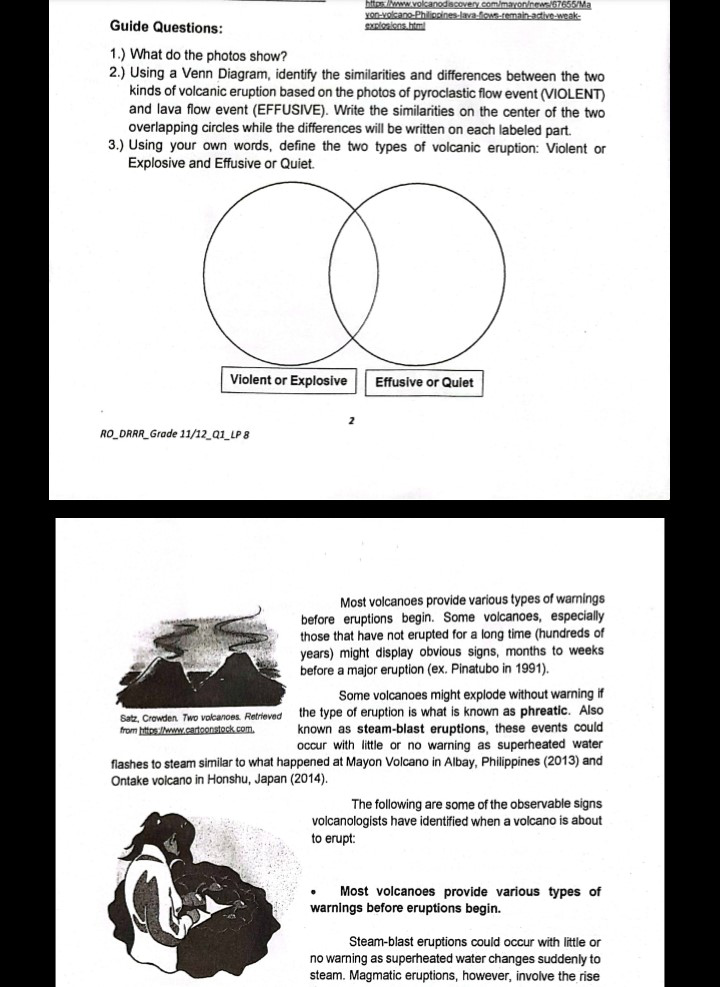 https://www.volcanodiscovery.com/mayon/news/67655/Ma
yon-volcano-Philippines-lava-flows-remain-active-weak-
explosions.html
Guide Questions:
1.) What do the photos show?
2.) Using a Venn Diagram, identify the similarities and differences between the two
kinds of volcanic eruption based on the photos of pyroclastic flow event (VIOLENT)
and lava flow event (EFFUSIVE). Write the similarities on the center of the two
overlapping circles while the differences will be written on each labeled part.
3.) Using your own words, define the two types of volcanic eruption: Violent or
Explosive and Effusive or Quiet.
Violent or Explosive
Effusive or Quiet
2
RO_DRRR_Grade 11/12_Q1_LP 8
Most volcanoes provide various types of warnings
before eruptions begin. Some volcanoes, especially
those that have not erupted for a long time (hundreds of
years) might display obvious signs, months to weeks
before a major eruption (ex. Pinatubo in 1991).
Satz, Crowden. Two volcanoes. Retrieved
from https://www.cartoonstock.com.
Some volcanoes might explode without warning if
the type of eruption is what is known as phreatic. Also
known as steam-blast eruptions, these events could
occur with little or no warning as superheated water
flashes to steam similar to what happened at Mayon Volcano in Albay, Philippines (2013) and
Ontake volcano in Honshu, Japan (2014).
The following are some of the observable signs
volcanologists have identified when a volcano is about
to erupt:
• Most volcanoes provide various types of
warnings before eruptions begin.
Steam-blast eruptions could occur with little or
no warning as superheated water changes suddenly to
steam. Magmatic eruptions, however, involve the rise